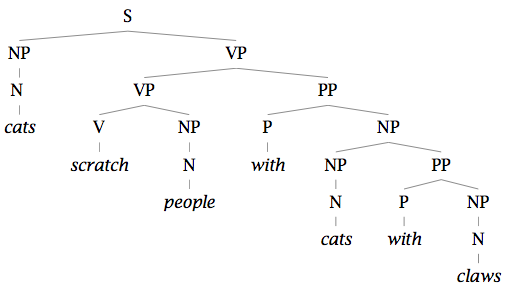 S
NP VP
N VP PP
cats V NP P NP
scratch N with NP PP
people N P NP
cats with N
claws